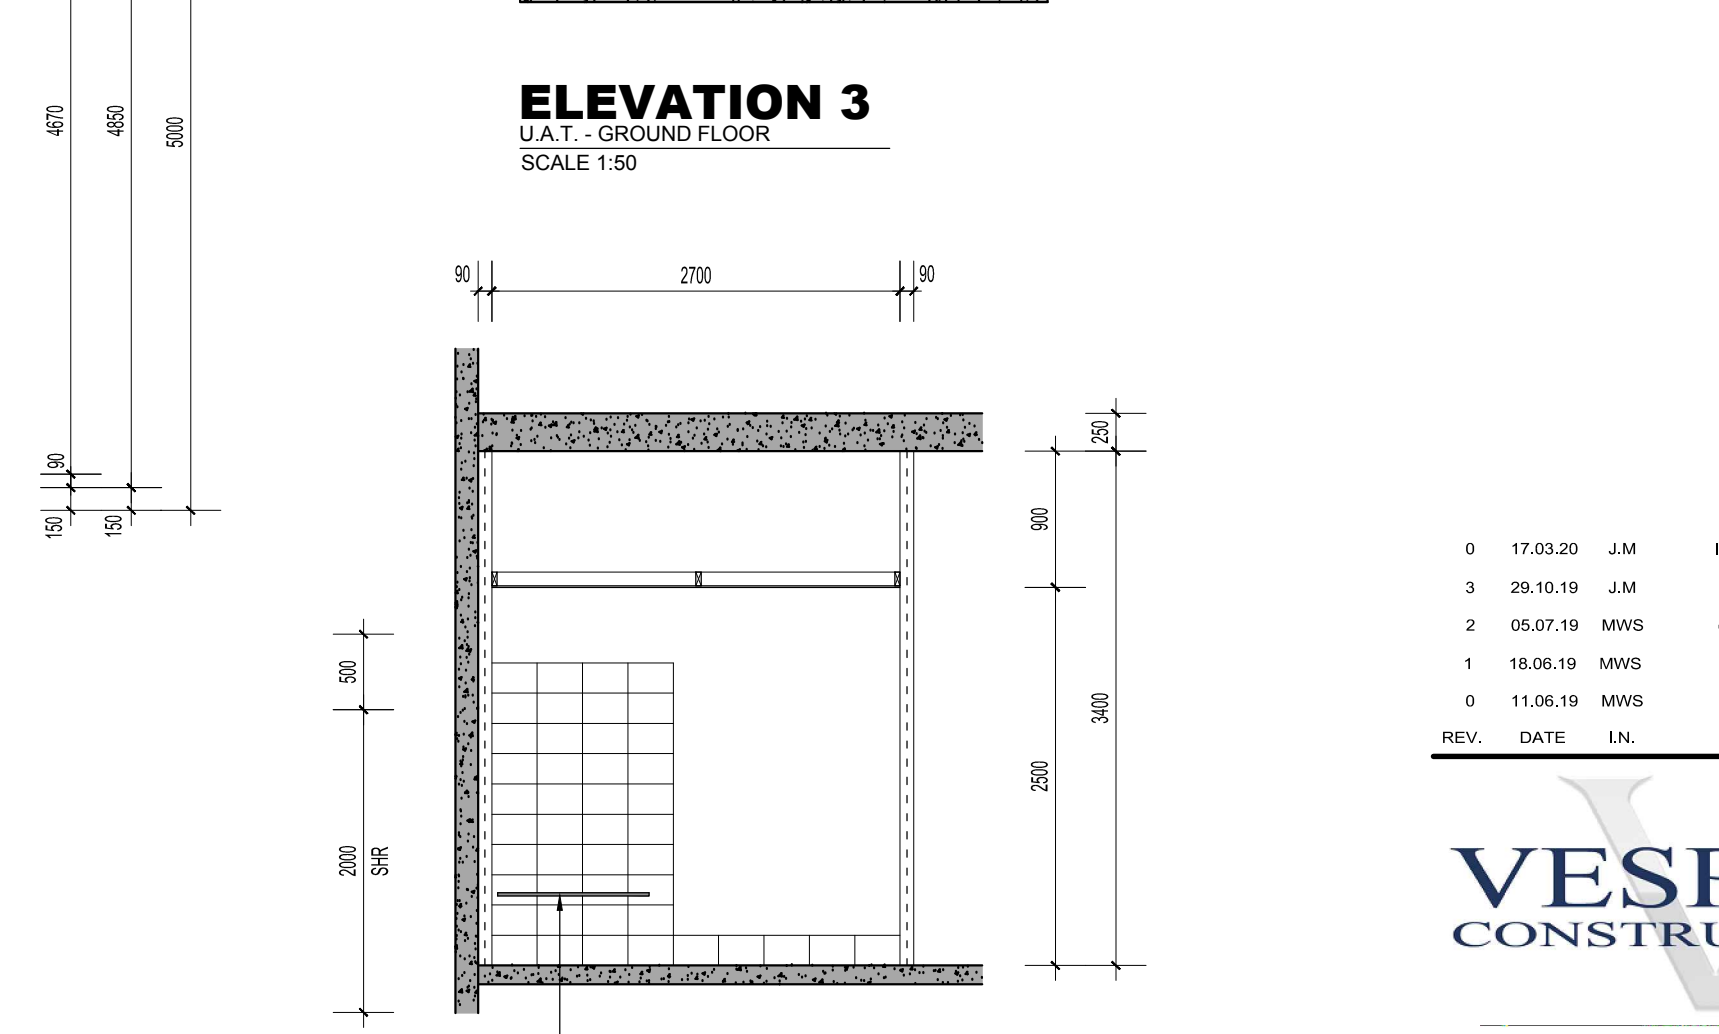 4670
4850
5000
90
150
150
ELEVATION 3
U.A.T. - GROUND FLOOR
SCALE 1:50
90
2700
90
250
900
3400
2500
500
2000
SHR
0 17.03.20 J.M
3 29.10.19 J.M
2 05.07.19 MWS
1 18.06.19 MWS
0 11.06.19 MWS
REV. DATE I.N.